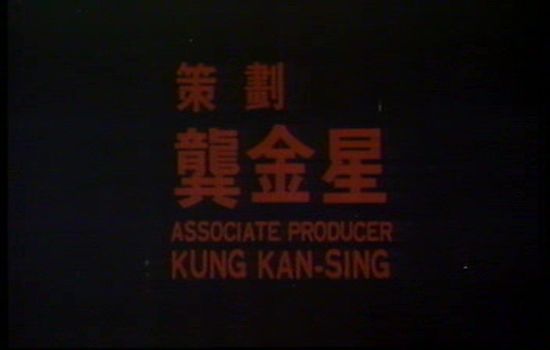 策劃
龔金星
ASSOCIATE PRODUCER
KUNG KAN-SING